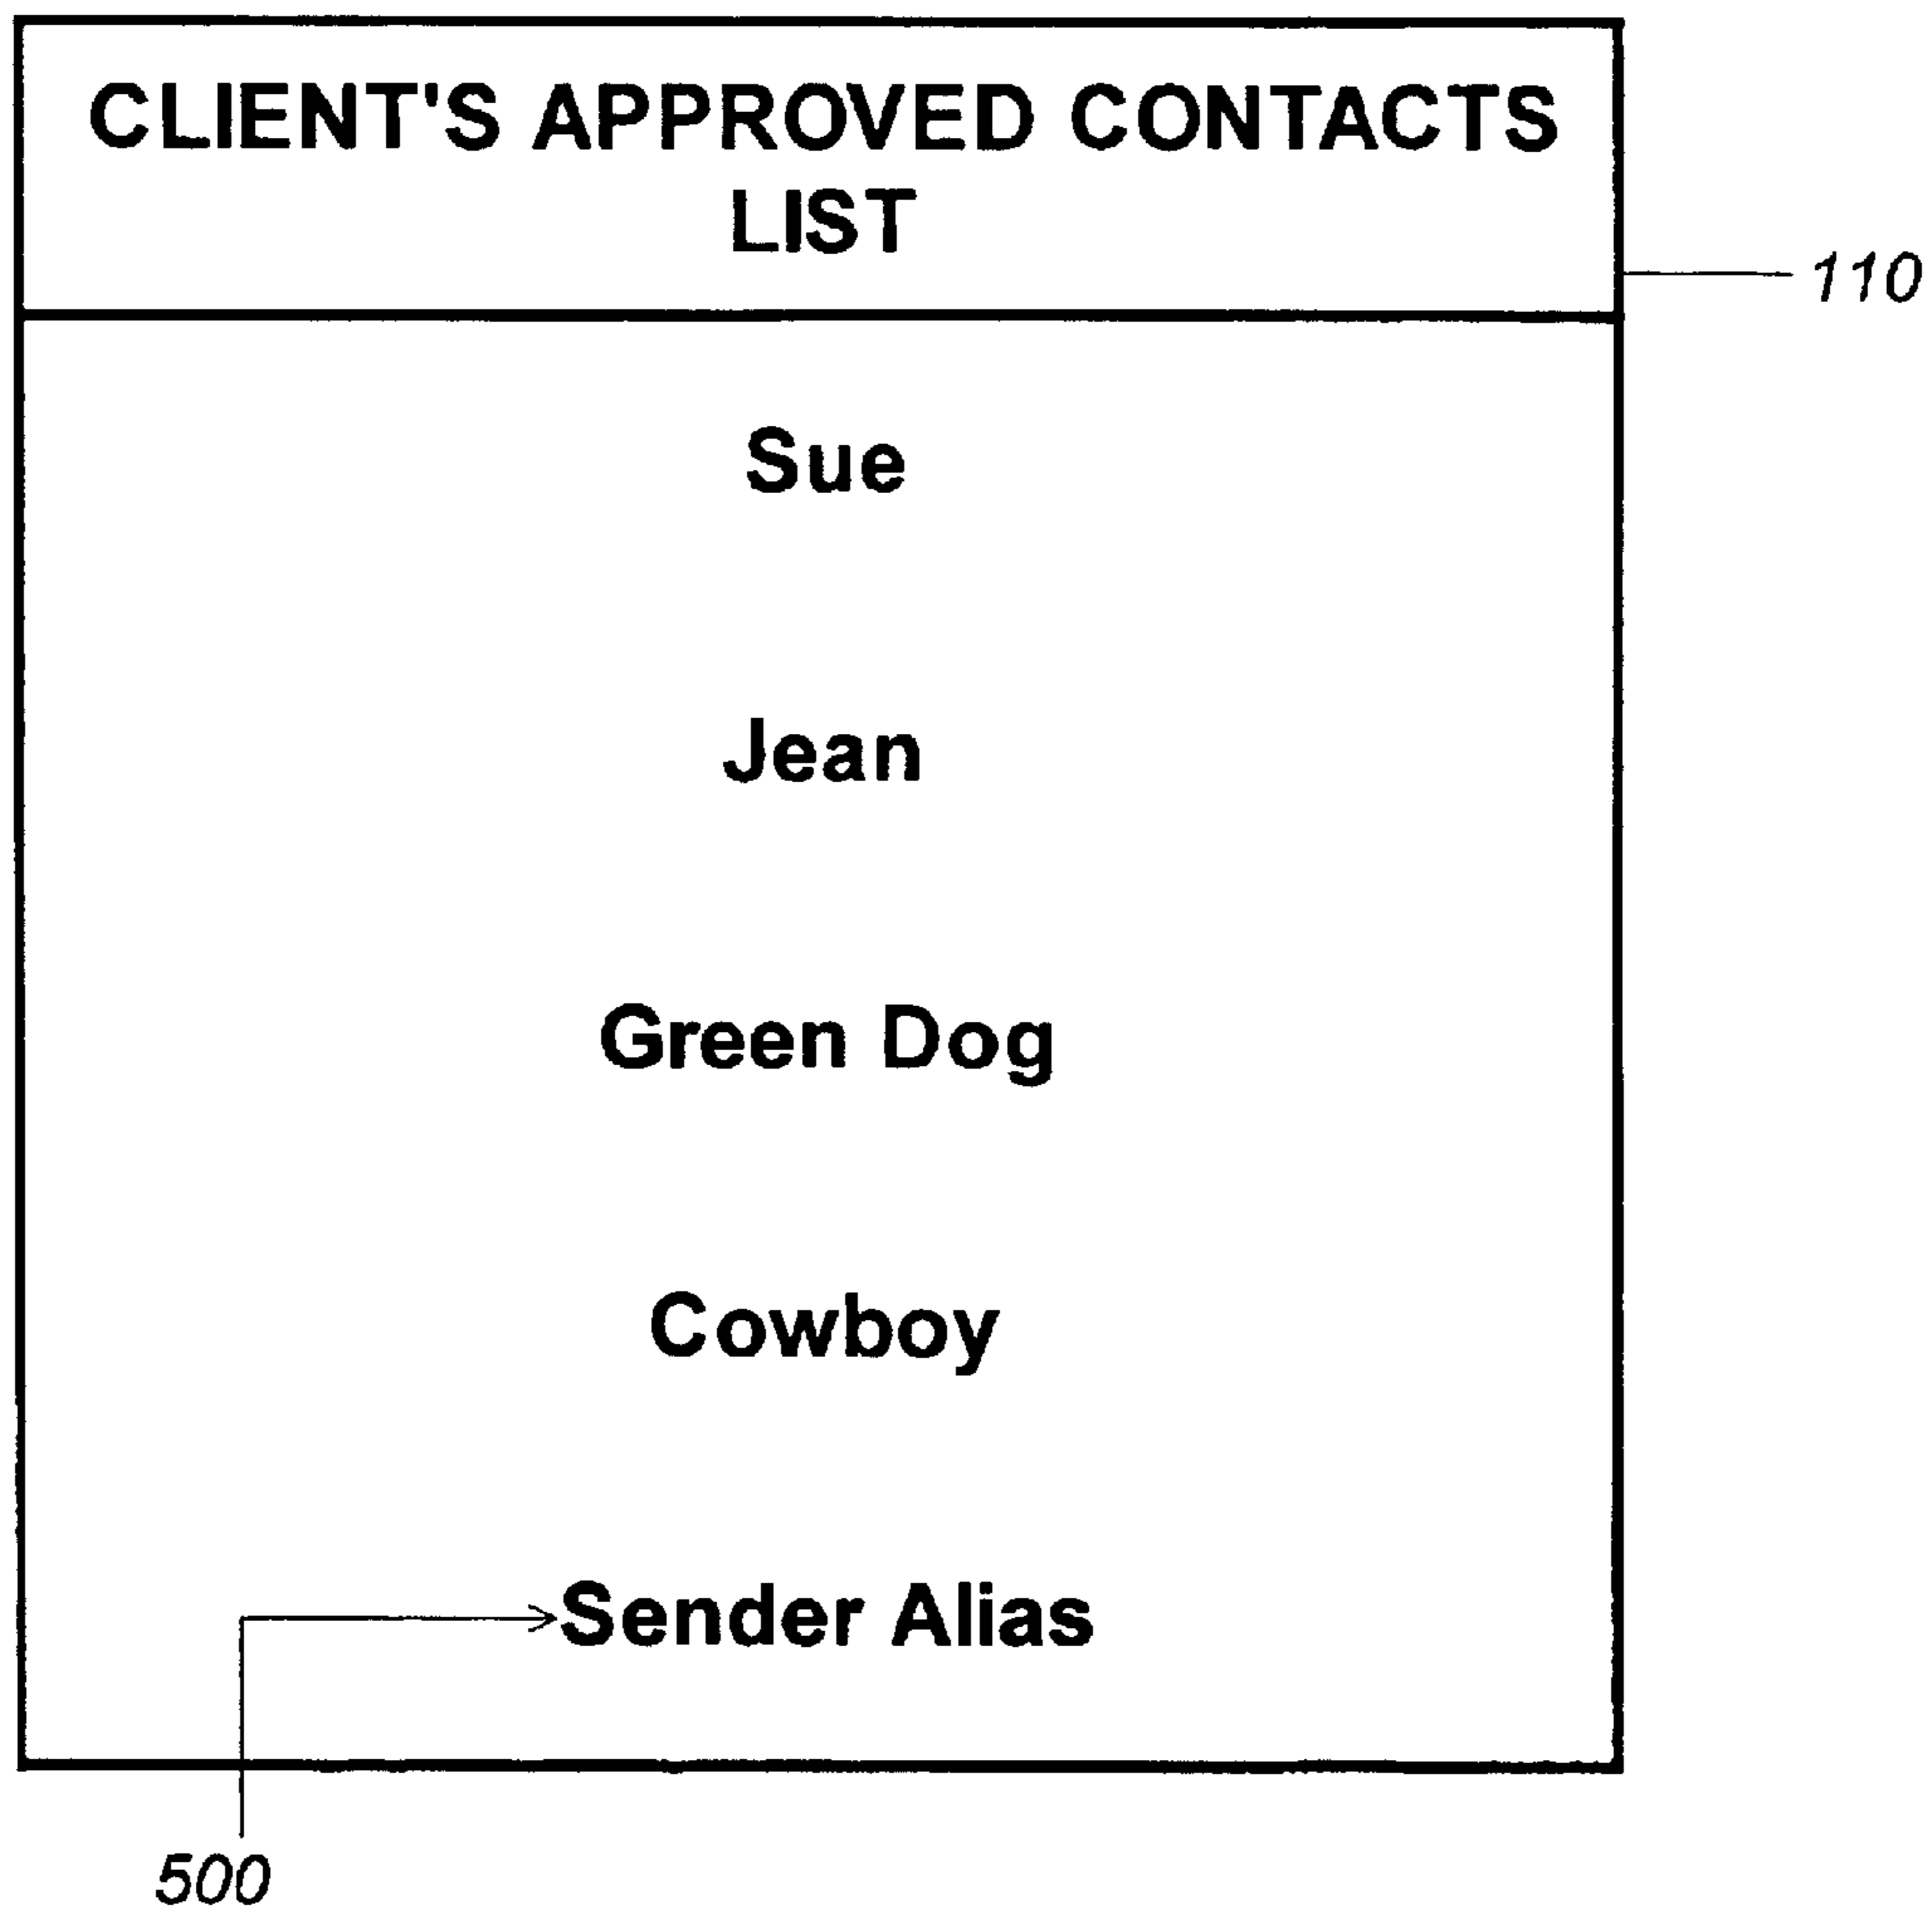 CLIENT'S APPROVED CONTACTS
LIST
110
Sue
Jean
Green Dog
Cowboy
Sender Alias
500